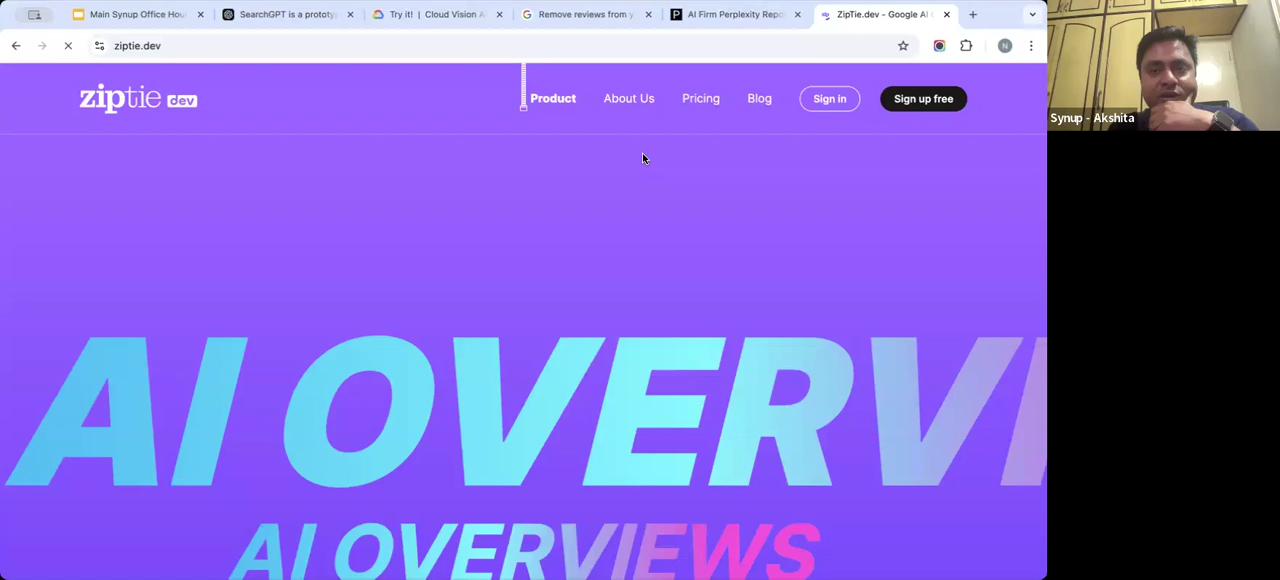 Main Synup Office Hou
SearchGPT is a prototy
Try it! | Cloud Vision A
Remove reviews from y
AI Firm Perplexity Repo
ZipTie.dev - Google AI
ziptie.dev
N
ziptie dev
Product
About Us
Pricing
Blog
Sign in
Sign up free
AI OVERVI
AI OVERVIEWS
Synup - Akshita